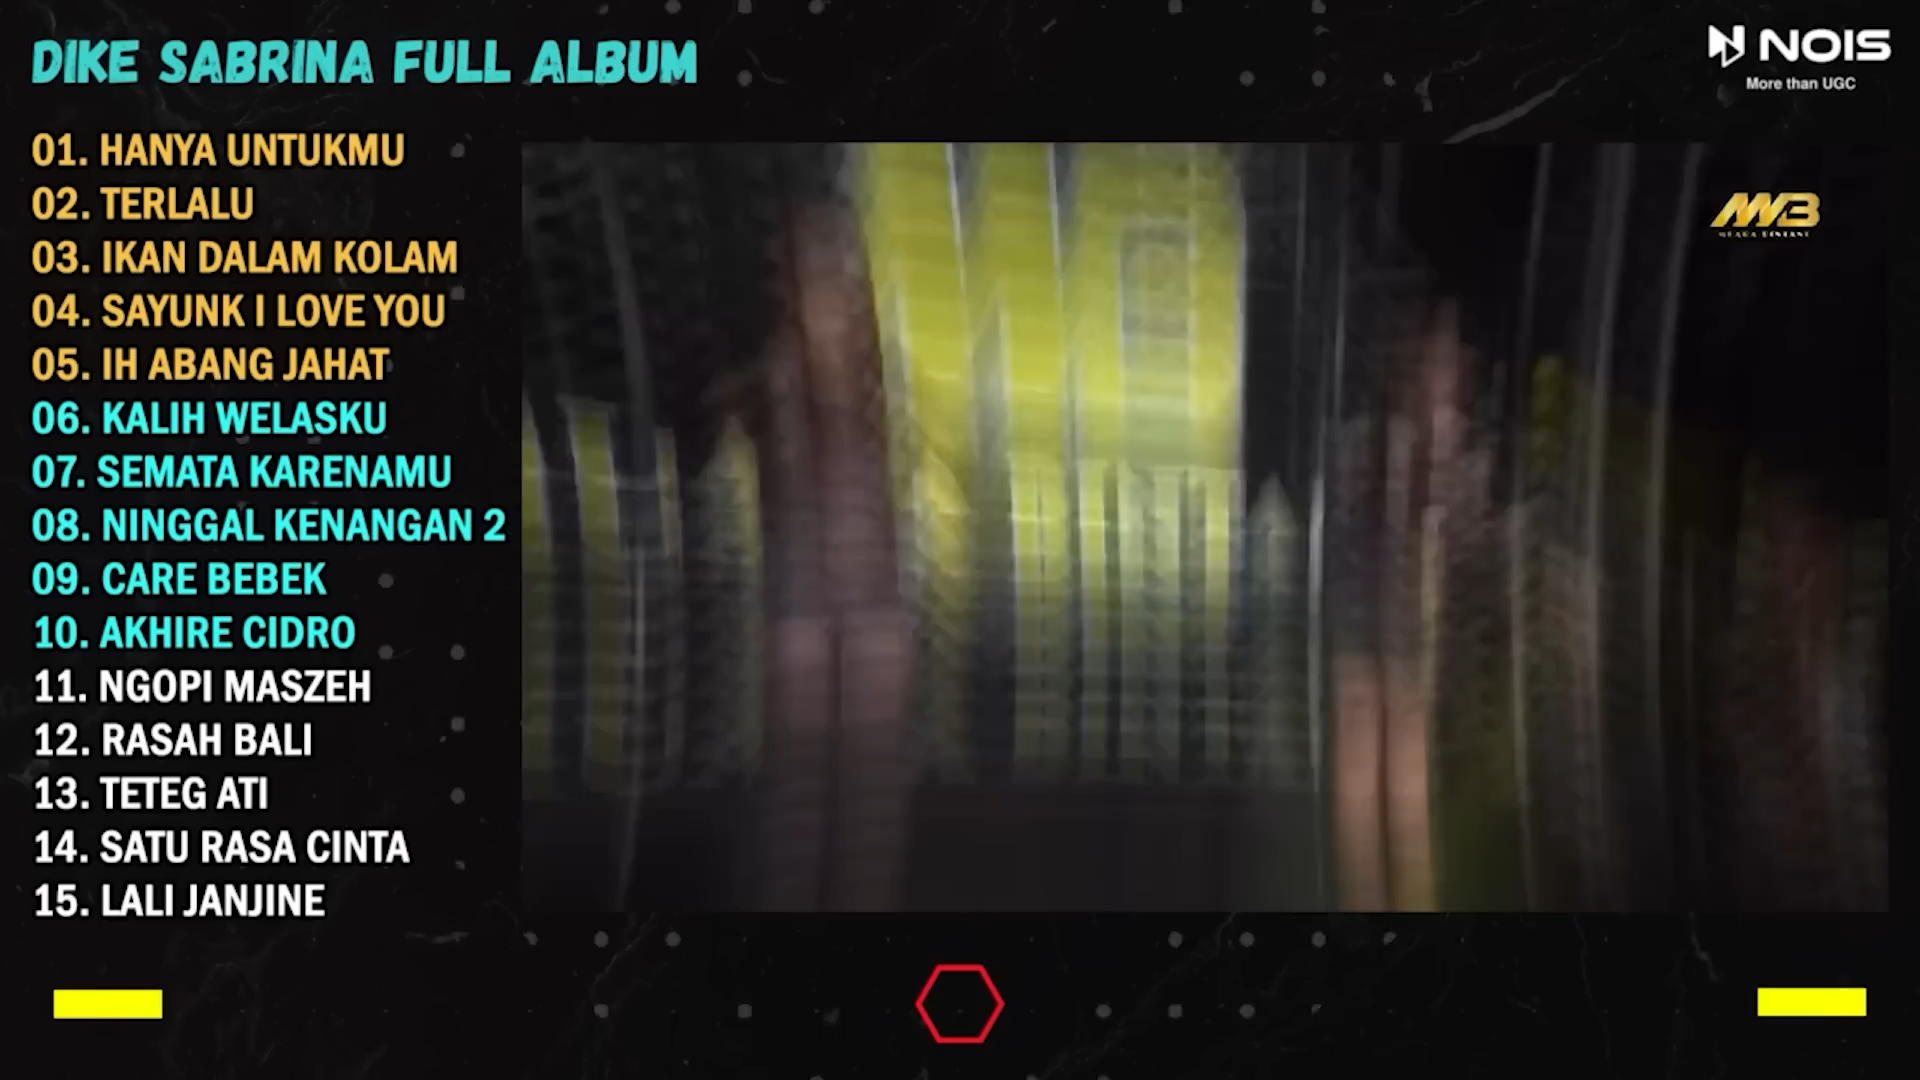 DIKE SABRINA FULL ALBUM
NOIS
More than UGC
01. HANYA UNTUKMU
02. TERLALU
03. IKAN DALAM KOLAM
04. SAYUNK I LOVE YOU
05. IH ABANG JAHAT
06. KALIH WELASKU
07. SEMATA KARENAMU
08. NINGGAL KENANGAN 2
09. CARE BEBEK
10. AKHIRE CIDRO
11. NGOPI MASZEH
12. RASAH BALI
13. TETEG ATI
14. SATU RASA CINTA
15. LALI JANJINE